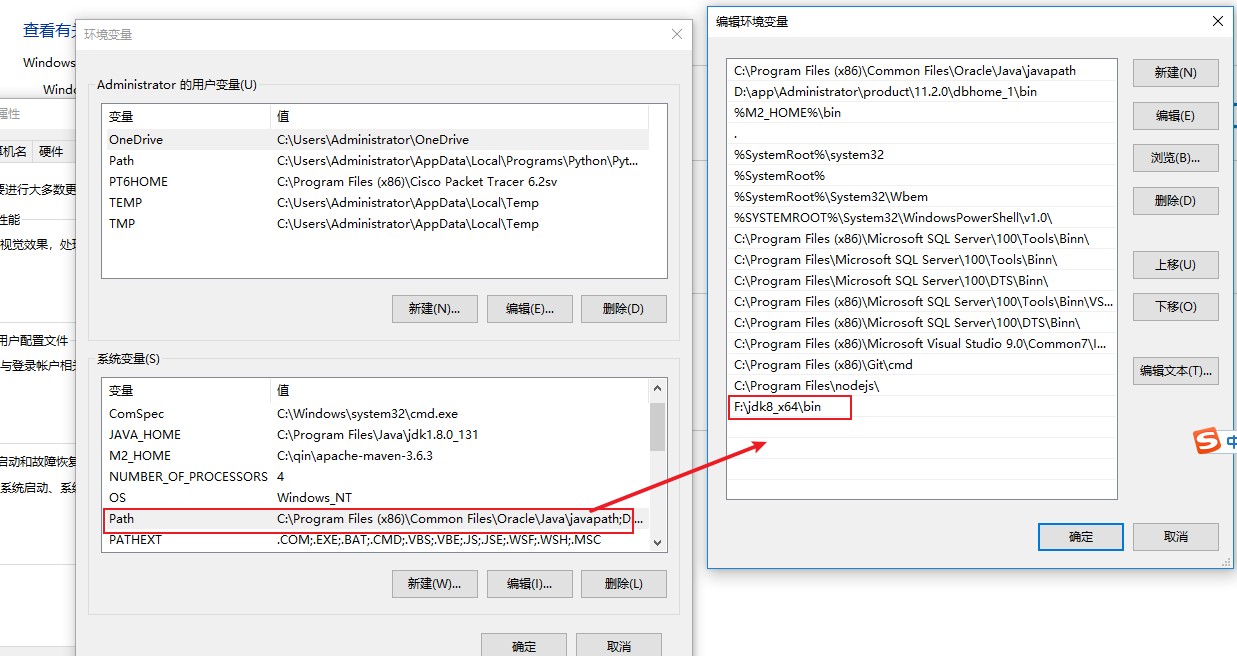 查看有关
Windows
Windo
属性
算机名
硬件
要进行大多数更
性能
视觉效果，处理
用户配置文件
与登录帐户相关
启动和故障恢复
系统启动、系统
环境变量
Administrator 的用户变量(U)
变量 值
OneDrive C:\Users\Administrator\OneDrive
Path C:\Users\Administrator\AppData\Local\Programs\Python\Pyt...
PT6HOME C:\Program Files (x86)\Cisco Packet Tracer 6.2sv
TEMP C:\Users\Administrator\AppData\Local\Temp
TMP C:\Users\Administrator\AppData\Local\Temp
新建(N)... 编辑(E)... 删除(D)
系统变量(S)
变量 值
ComSpec C:\Windows\system32\cmd.exe
JAVA_HOME C:\Program Files\Java\jdk1.8.0_131
M2_HOME C:\qin\apache-maven-3.6.3
NUMBER_OF_PROCESSORS 4
OS Windows_NT
Path C:\Program Files (x86)\Common Files\Oracle\Java\javapath;D...
PATHEXT .COM;.EXE;.BAT;.CMD;.VBS;.VBE;.JS;.JSE;.WSF;.WSH;.MSC
新建(W)... 编辑(I)... 删除(L)
确定 取消
编辑环境变量
C:\Program Files (x86)\Common Files\Oracle\Java\javapath
D:\app\Administrator\product\11.2.0\dbhome_1\bin
%M2_HOME%\bin
.
%SystemRoot%\system32
%SystemRoot%
%SystemRoot%\System32\Wbem
%SYSTEMROOT%\System32\WindowsPowerShell\v1.0\
C:\Program Files (x86)\Microsoft SQL Server\100\Tools\Binn\
C:\Program Files\Microsoft SQL Server\100\Tools\Binn\
C:\Program Files\Microsoft SQL Server\100\DTS\Binn\
C:\Program Files (x86)\Microsoft SQL Server\100\Tools\Binn\VS...
C:\Program Files (x86)\Microsoft SQL Server\100\DTS\Binn\
C:\Program Files (x86)\Microsoft Visual Studio 9.0\Common7\I...
C:\Program Files (x86)\Git\cmd
C:\Program Files\nodejs\
F:\jdk8_x64\bin
新建(N)
编辑(E)
浏览(B)...
删除(D)
上移(U)
下移(O)
编辑文本(T)...
确定 取消
S 中